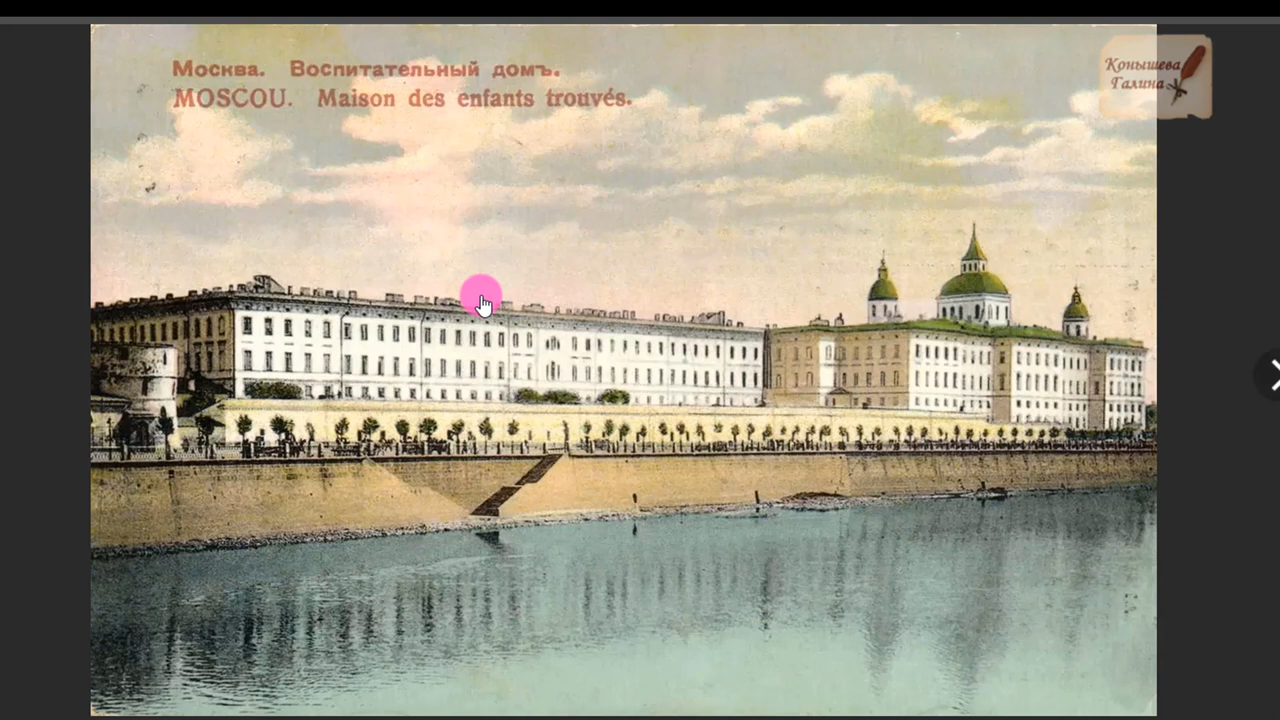 Москва. Воспитательный домъ.
MOSCOU. Maison des enfants trouvés.
Конышева
Галина